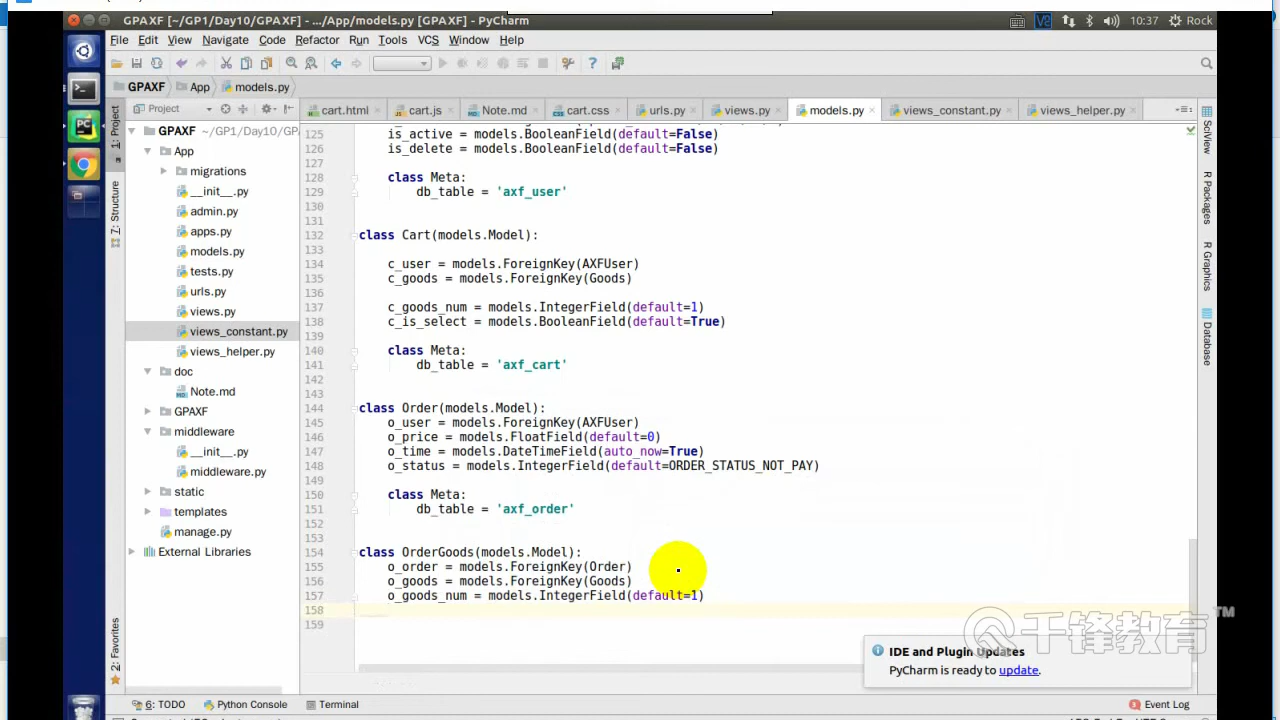 GPAXF [~/GP1/Day10/GPAXF] - .../App/models.py [GPAXF] - PyCharm
10:37 Rock
File Edit View Navigate Code Refactor Run Tools VCS Window Help
GPAXF App models.py
Project
cart.html cart.js Note.md cart.css urls.py views.py models.py views_constant.py views_helper.py
GPAXF ~/GP1/Day10/GP
App
migrations
__init__.py
admin.py
apps.py
models.py
tests.py
urls.py
views.py
views_constant.py
views_helper.py
doc
Note.md
GPAXF
middleware
__init__.py
middleware.py
static
templates
manage.py
External Libraries
1: Project
7: Structure
2: Favorites
125 is_active = models.BooleanField(default=False)
126 is_delete = models.BooleanField(default=False)
127
128 class Meta:
129 db_table = 'axf_user'
130
131
132 class Cart(models.Model):
133
134 c_user = models.ForeignKey(AXFUser)
135 c_goods = models.ForeignKey(Goods)
136
137 c_goods_num = models.IntegerField(default=1)
138 c_is_select = models.BooleanField(default=True)
139
140 class Meta:
141 db_table = 'axf_cart'
142
143
144 class Order(models.Model):
145 o_user = models.ForeignKey(AXFUser)
146 o_price = models.FloatField(default=0)
147 o_time = models.DateTimeField(auto_now=True)
148 o_status = models.IntegerField(default=ORDER_STATUS_NOT_PAY)
149
150 class Meta:
151 db_table = 'axf_order'
152
153
154 class OrderGoods(models.Model):
155 o_order = models.ForeignKey(Order)
156 o_goods = models.ForeignKey(Goods)
157 o_goods_num = models.IntegerField(default=1)
158
159
SciView
R Packages
R Graphics
Database
千锋教育 TM
IDE and Plugin Updates
PyCharm is ready to update.
6: TODO Python Console Terminal Event Log